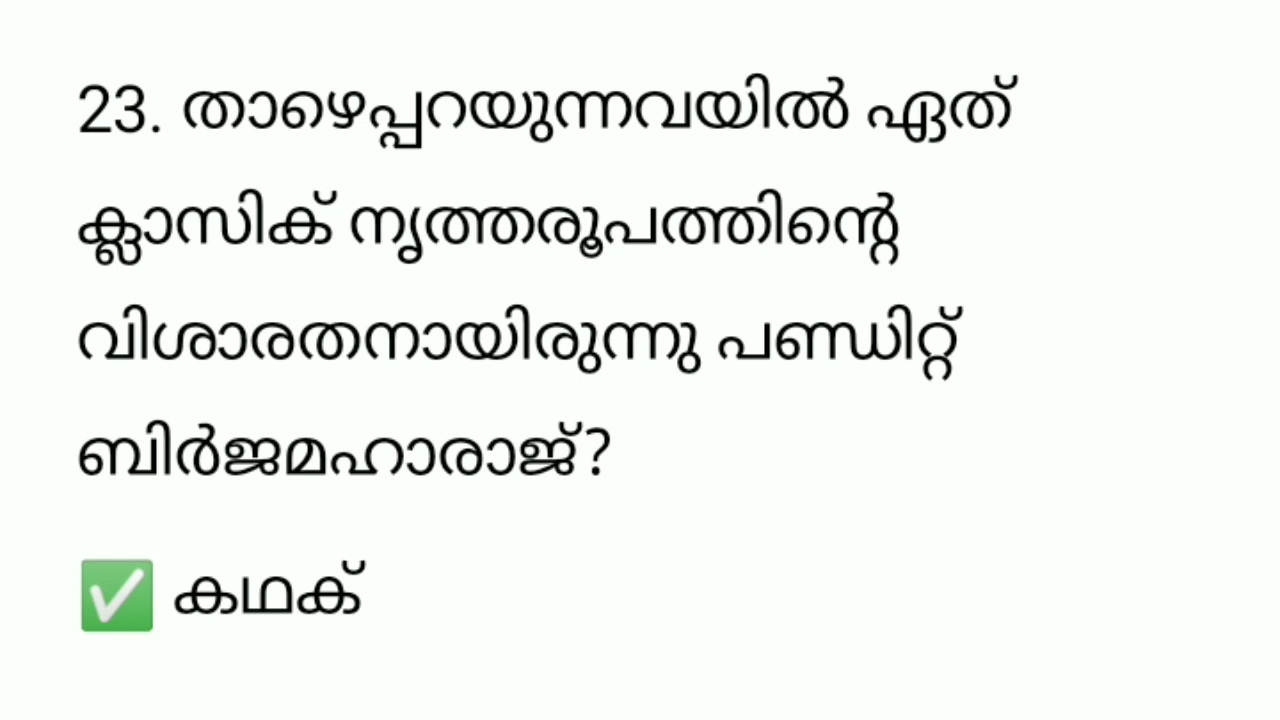 23. താഴെപ്പറയുന്നവയിൽ ഏത്
ക്ലാസിക് നൃത്തരൂപത്തിന്റെ
വിശാരതനായിരുന്നു പണ്ഡിറ്റ്
ബിർജമഹാരാജ്?
✅ കഥക്